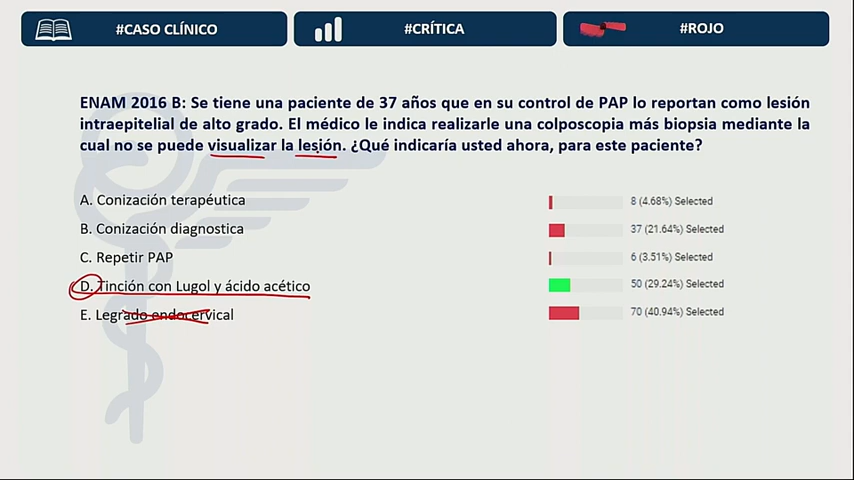 #CASO CLÍNICO
#CRÍTICA
#ROJO
ENAM 2016 B: Se tiene una paciente de 37 años que en su control de PAP lo reportan como lesión
intraepitelial de alto grado. El médico le indica realizarle una colposcopia más biopsia mediante la
cual no se puede visualizar la lesión. ¿Qué indicaría usted ahora, para este paciente?
A. Conización terapéutica 8 (4.68%) Selected
B. Conización diagnostica 37 (21.64%) Selected
C. Repetir PAP 6 (3.51%) Selected
D. Tinción con Lugol y ácido acético 50 (29.24%) Selected
E. Legrado endocervical 70 (40.94%) Selected